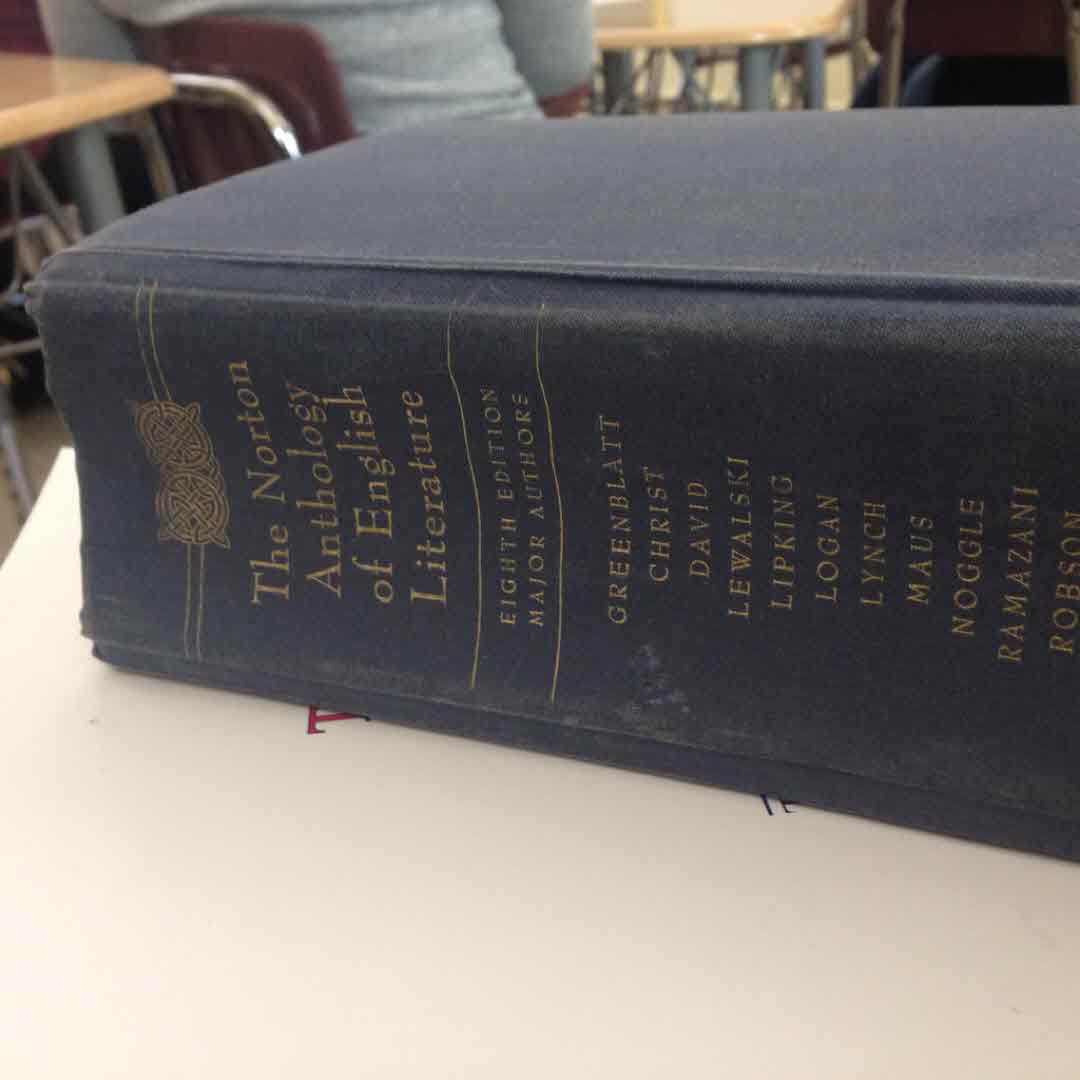 The Norton
Anthology
of English
Literature
EIGHTH EDITION
MAJOR AUTHORS
GREENBLATT
CHRIST
DAVID
LEWALSKI
LIPKING
LOGAN
LYNCH
MAUS
NOGGLE
RAMAZANI
ROBSON